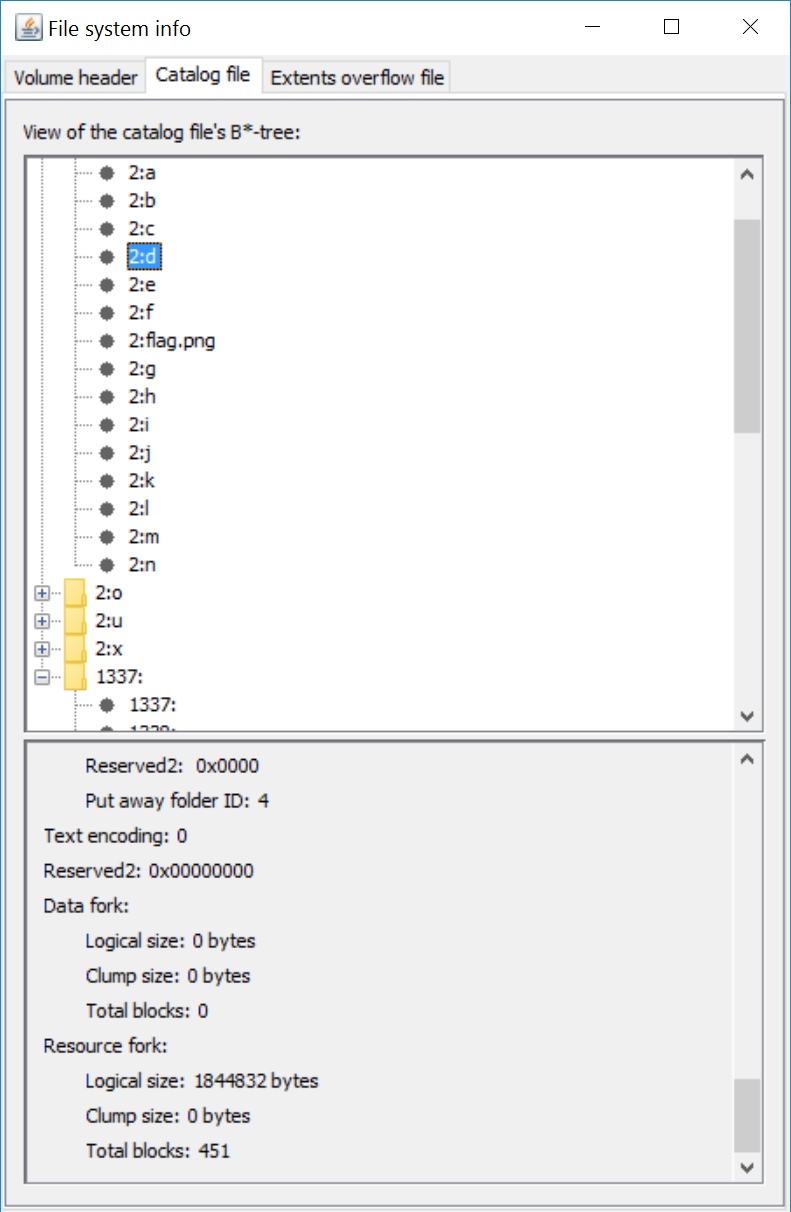 File system info
Volume header Catalog file Extents overflow file
View of the catalog file's B*-tree:
2:a
2:b
2:c
2:d
2:e
2:f
2:flag.png
2:g
2:h
2:i
2:j
2:k
2:l
2:m
2:n
2:o
2:u
2:x
1337:
1337:
Reserved2: 0x0000
Put away folder ID: 4
Text encoding: 0
Reserved2: 0x00000000
Data fork:
Logical size: 0 bytes
Clump size: 0 bytes
Total blocks: 0
Resource fork:
Logical size: 1844832 bytes
Clump size: 0 bytes
Total blocks: 451